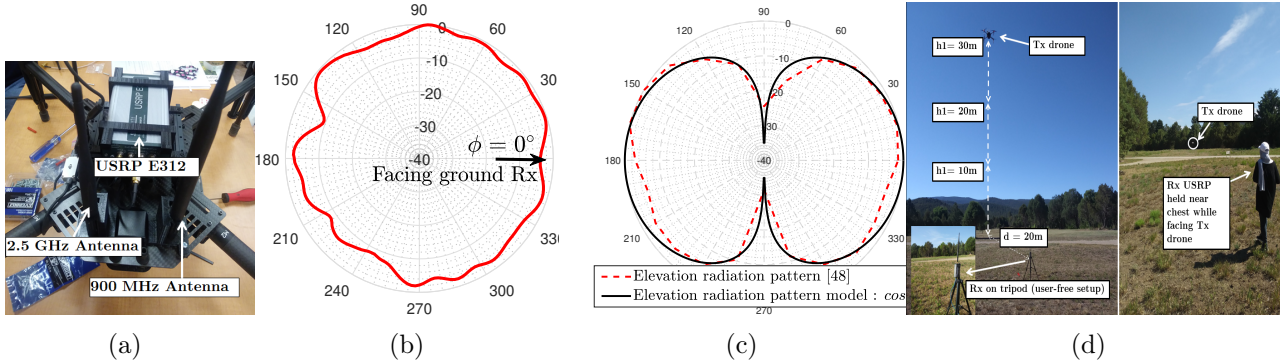 USRP E
USRP E312
2.5 GHz Antenna
900 MHz Antenna
(a)
120
90
60
150
30
180
210
330
240
270
300
0
-10
-20
-30
-40
ϕ = 0°
Facing ground Rx
(b)
120
60
150
30
180
210
270
0
-10
-20
-30
-40
Elevation radiation pattern [48]
Elevation radiation pattern model : cos
(c)
h1= 30m
Tx drone
h1= 20m
h1= 10m
d = 20m
Rx on tripod (user-free setup)
Tx drone
Rx USRP
held near
chest while
facing Tx
drone
(d)